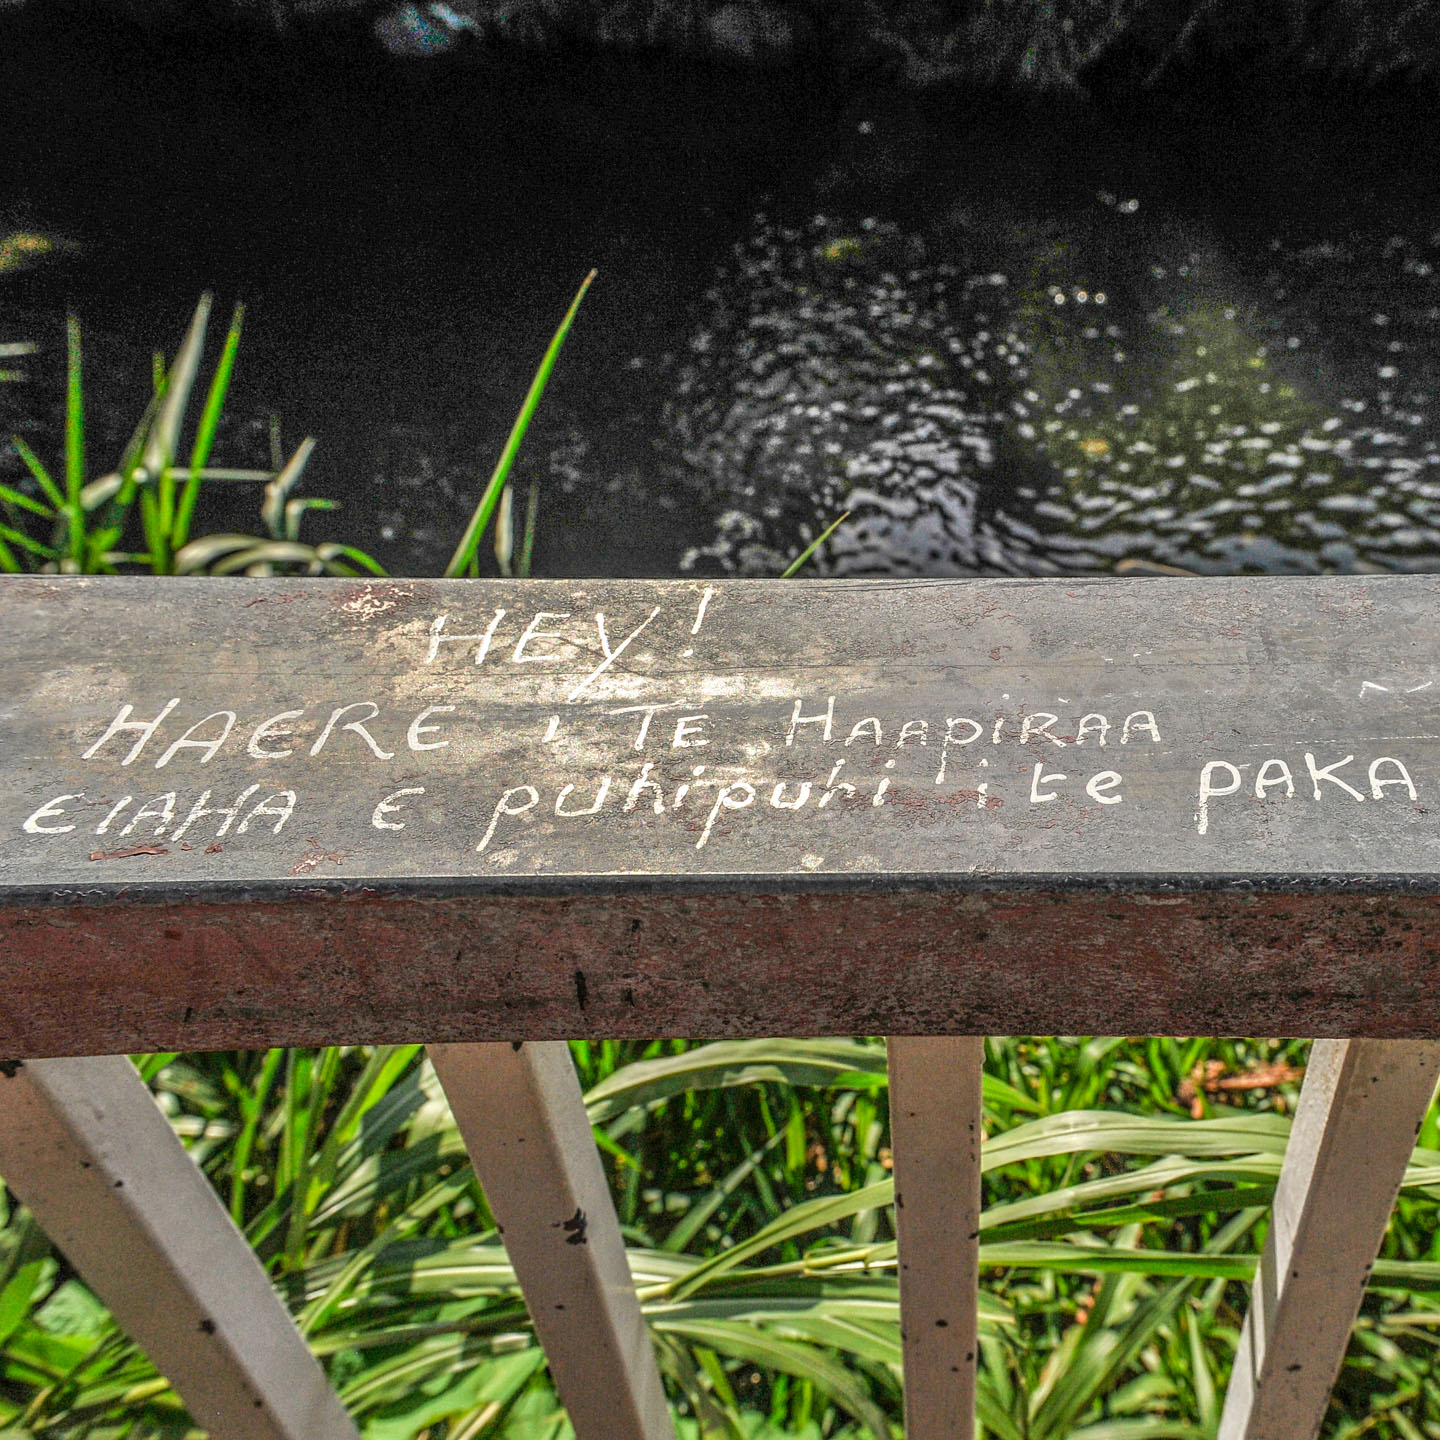 HEY!
HAERE i TE HAApiRAA
EIAHA E puhipuhi i te PAKA